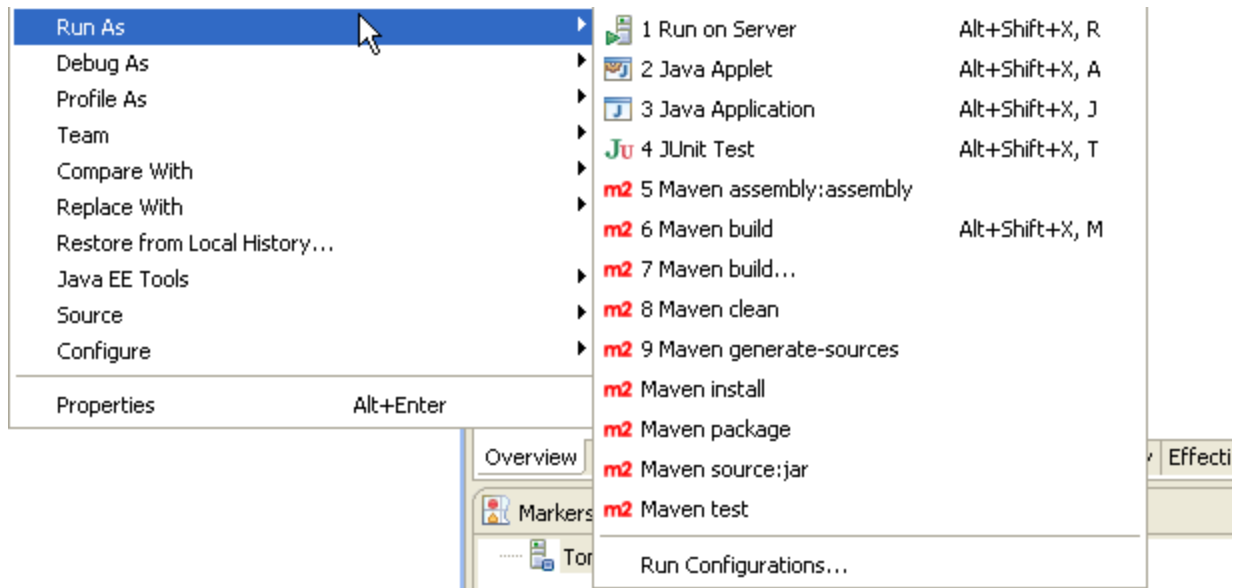 Run As
Debug As
Profile As
Team
Compare With
Replace With
Restore from Local History...
Java EE Tools
Source
Configure
Properties Alt+Enter
1 Run on Server Alt+Shift+X, R
2 Java Applet Alt+Shift+X, A
3 Java Application Alt+Shift+X, J
JU 4 JUnit Test Alt+Shift+X, T
m2 5 Maven assembly:assembly
m2 6 Maven build Alt+Shift+X, M
m2 7 Maven build...
m2 8 Maven clean
m2 9 Maven generate-sources
m2 Maven install
m2 Maven package
m2 Maven source:jar
m2 Maven test
Run Configurations...
Overview
Markers